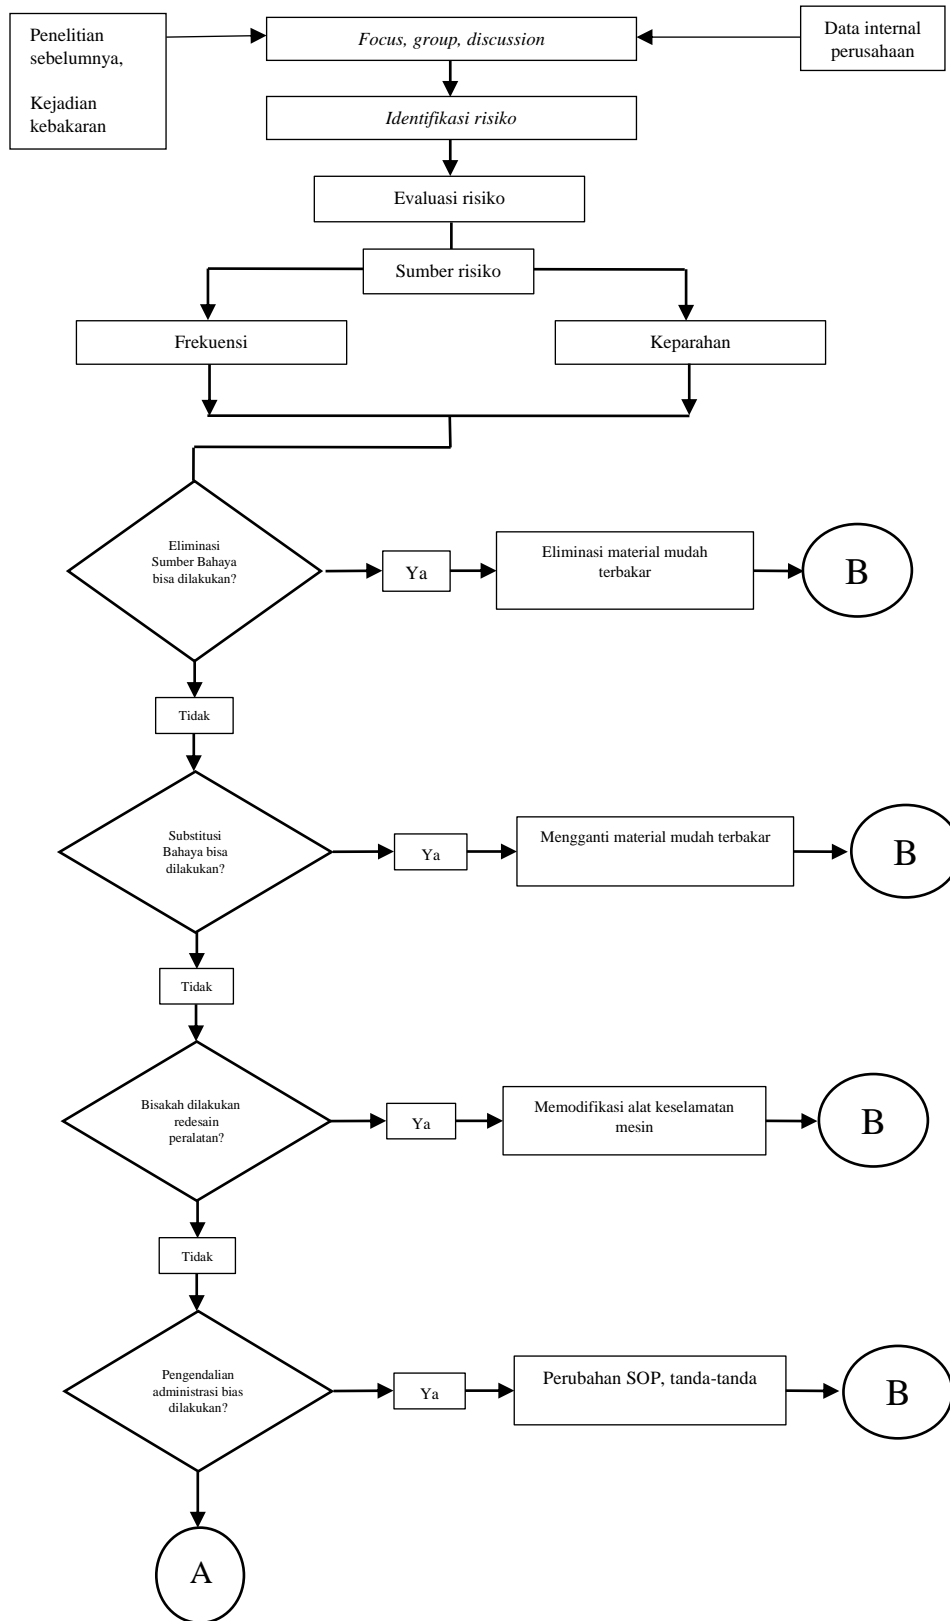 Penelitian
sebelumnya,
Kejadian
kebakaran
Focus, group, discussion
Data internal
perusahaan
Identifikasi risiko
Evaluasi risiko
Sumber risiko
Frekuensi
Keparahan
Eliminasi
Sumber Bahaya
bisa dilakukan?
Ya
Eliminasi material mudah
terbakar
B
Tidak
Substitusi
Bahaya bisa
dilakukan?
Ya
Mengganti material mudah terbakar
B
Tidak
Bisakah dilakukan
redesain
peralatan?
Ya
Memodifikasi alat keselamatan
mesin
B
Tidak
Pengendalian
administrasi bias
dilakukan?
Ya
Perubahan SOP, tanda-tanda
B
A